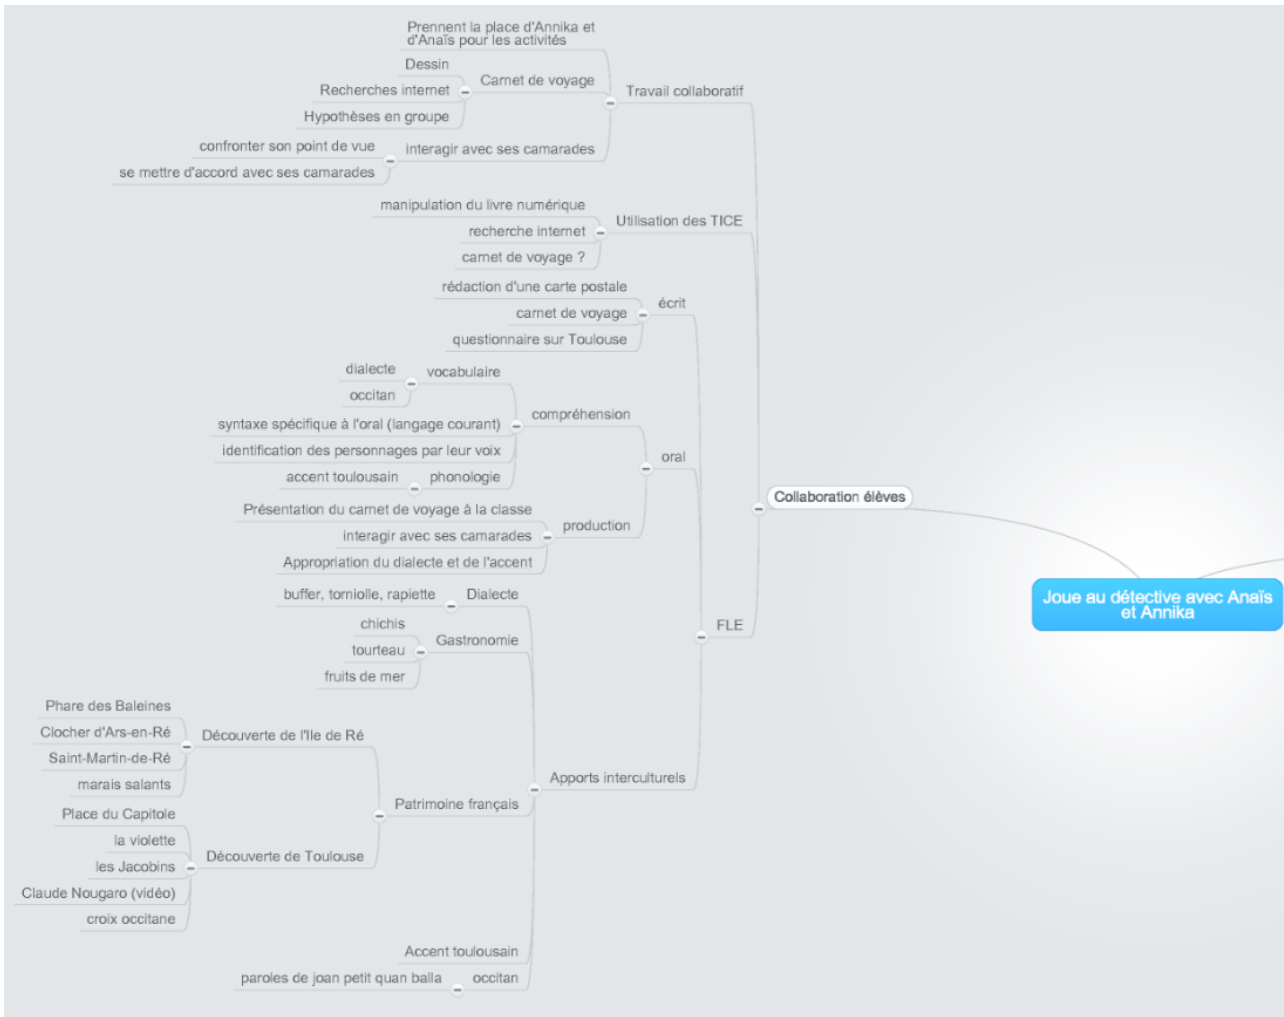 Prennent la place d'Annika et
d'Anaïs pour les activités
Dessin
Carnet de voyage
Recherches internet
Travail collaboratif
Hypothèses en groupe
confronter son point de vue
interagir avec ses camarades
se mettre d'accord avec ses camarades
manipulation du livre numérique
Utilisation des TICE
recherche internet
carnet de voyage ?
rédaction d'une carte postale
écrit
carnet de voyage
questionnaire sur Toulouse
dialecte
vocabulaire
occitan
compréhension
syntaxe spécifique à l'oral (langage courant)
identification des personnages par leur voix
oral
accent toulousain
phonologie
Collaboration élèves
Présentation du carnet de voyage à la classe
production
interagir avec ses camarades
Appropriation du dialecte et de l'accent
buffer, torniolle, rapiette
Dialecte
Joue au détective avec Anaïs
et Annika
chichis
FLE
Gastronomie
tourteau
fruits de mer
Phare des Baleines
Clocher d'Ars-en-Ré
Découverte de l'Ile de Ré
Saint-Martin-de-Ré
marais salants
Apports interculturels
Patrimoine français
Place du Capitole
la violette
Découverte de Toulouse
les Jacobins
Claude Nougaro (vidéo)
croix occitane
Accent toulousain
paroles de joan petit quan balla
occitan